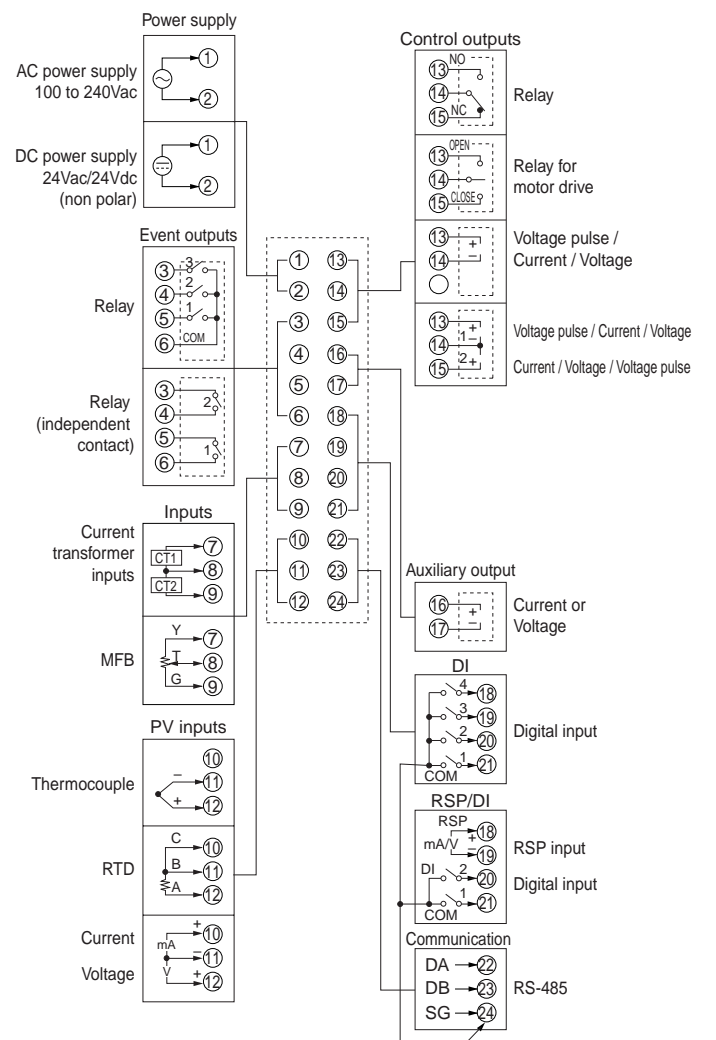 Power supply
AC power supply
100 to 240Vac
1
2
DC power supply
24Vac/24Vdc
(non polar)
1
2
Event outputs
Relay
3 3
4 2
5 1
6 COM
Relay
(independent
contact)
3
4 2
5
6 1
Inputs
Current
transformer
inputs
CT1
CT2
7
8
9
MFB
Y 7
T 8
G 9
PV inputs
Thermocouple
10
− 11
+ 12
RTD
C 10
B 11
A 12
Current
Voltage
mA
V
+ 10
− 11
+ 12
1 13
2 14
3 15
4 16
5 17
6 18
7 19
8 20
9 21
10 22
11 23
12 24
Control outputs
13 NO
14
15 NC
Relay
13 OPEN
14
15 CLOSE
Relay for
motor drive
13 +
14 −
Voltage pulse /
Current / Voltage
13 +
14 1 −
15 2 +
Voltage pulse / Current / Voltage
Current / Voltage / Voltage pulse
Auxiliary output
16 +
17 −
Current or
Voltage
DI
4 18
3 19
2 20
1 21
COM
Digital input
RSP/DI
RSP
mA/V
+ 18
− 19
RSP input
DI
2 20
1 21
COM
Digital input
Communication
DA 22
DB 23
SG 24
RS-485